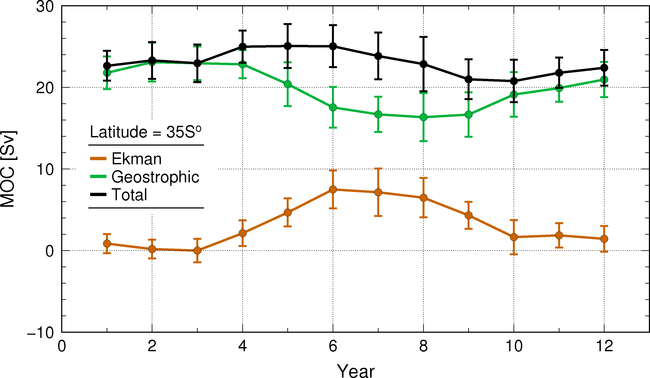 30
20
10
0
−10
MOC [Sv]
Latitude = 35Sº
Ekman
Geostrophic
Total
0 2 4 6 8 10 12
Year